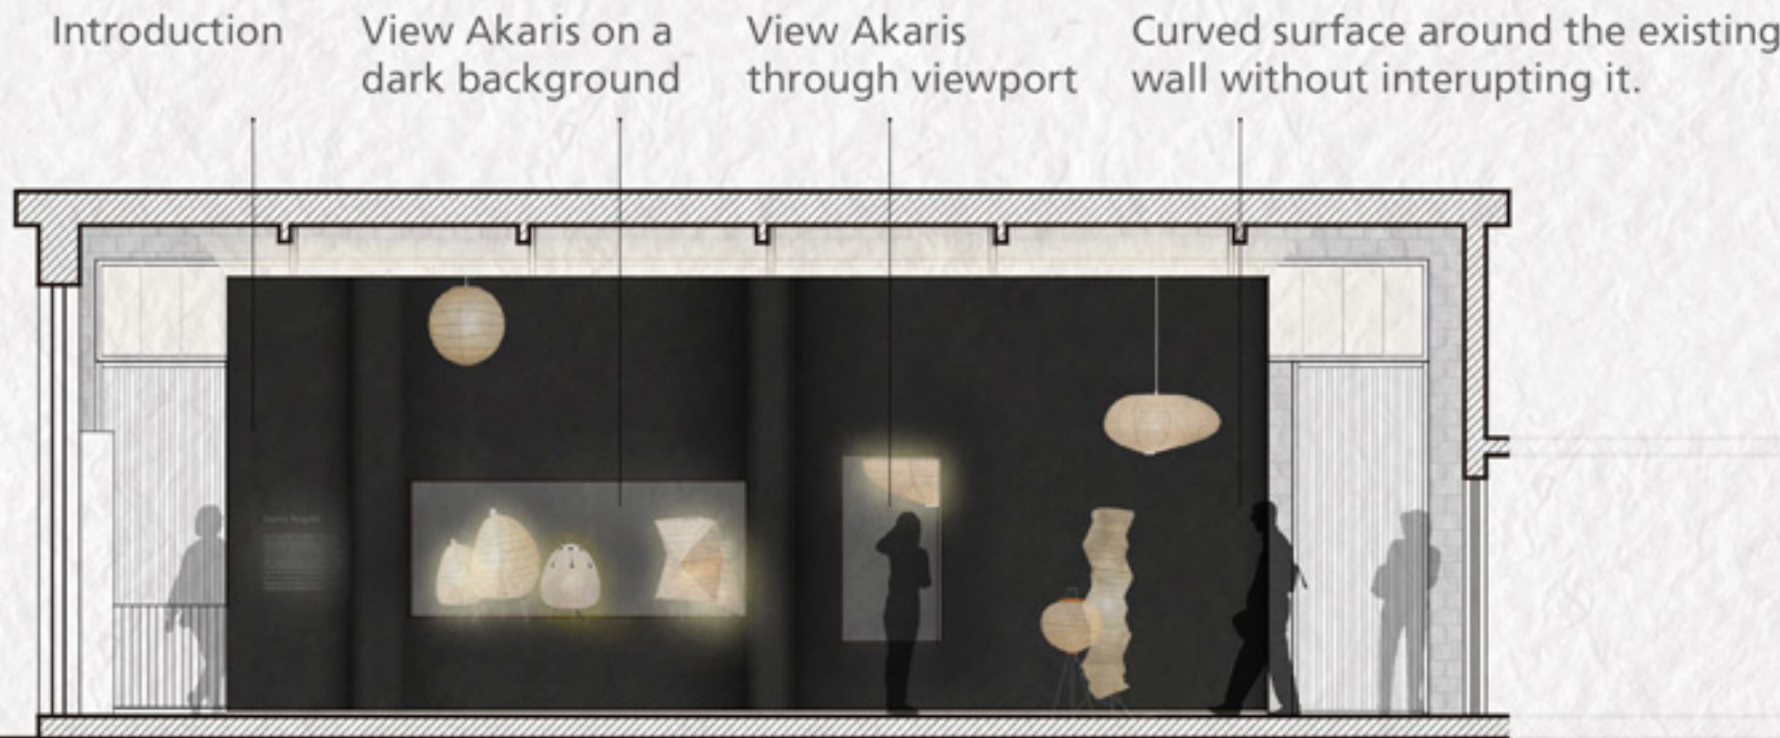 Introduction
View Akaris on a
dark background
View Akaris
through viewport
Curved surface around the existing
wall without interupting it.